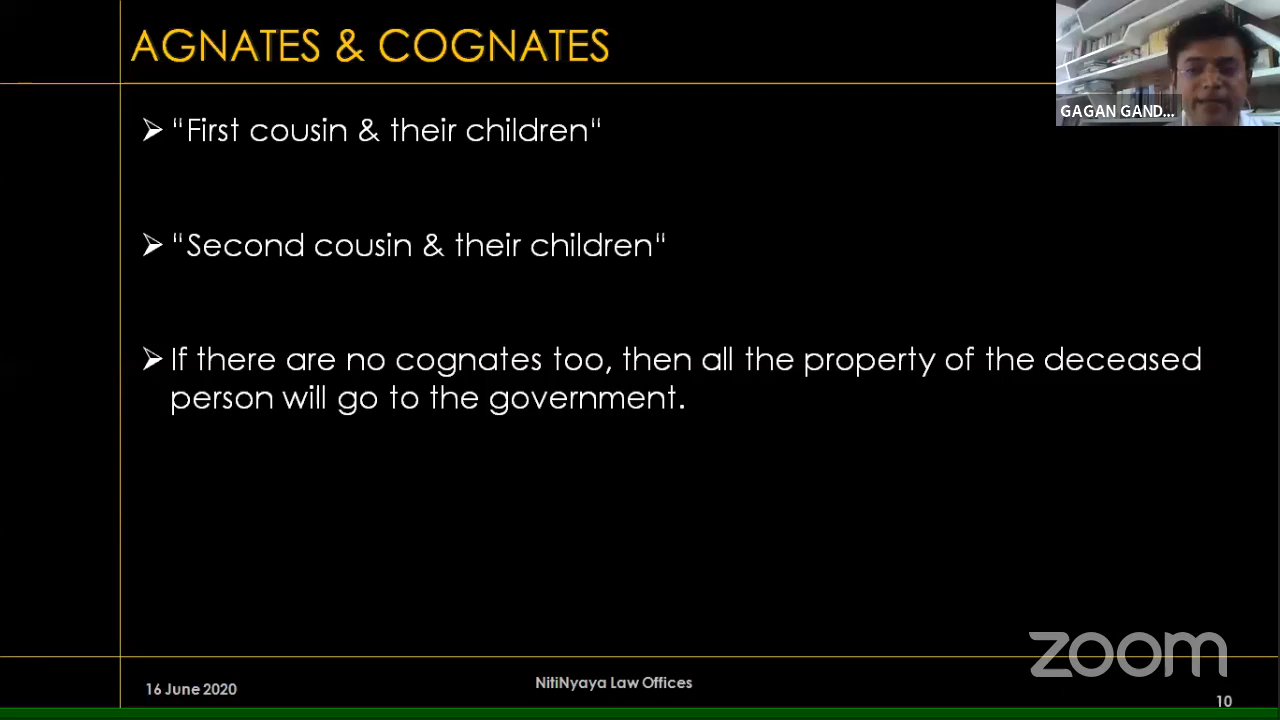 AGNATES & COGNATES
GAGAN GAND...
➢ "First cousin & their children"
➢ "Second cousin & their children"
➢ If there are no cognates too, then all the property of the deceased
person will go to the government.
zoom
16 June 2020
NitiNyaya Law Offices
10